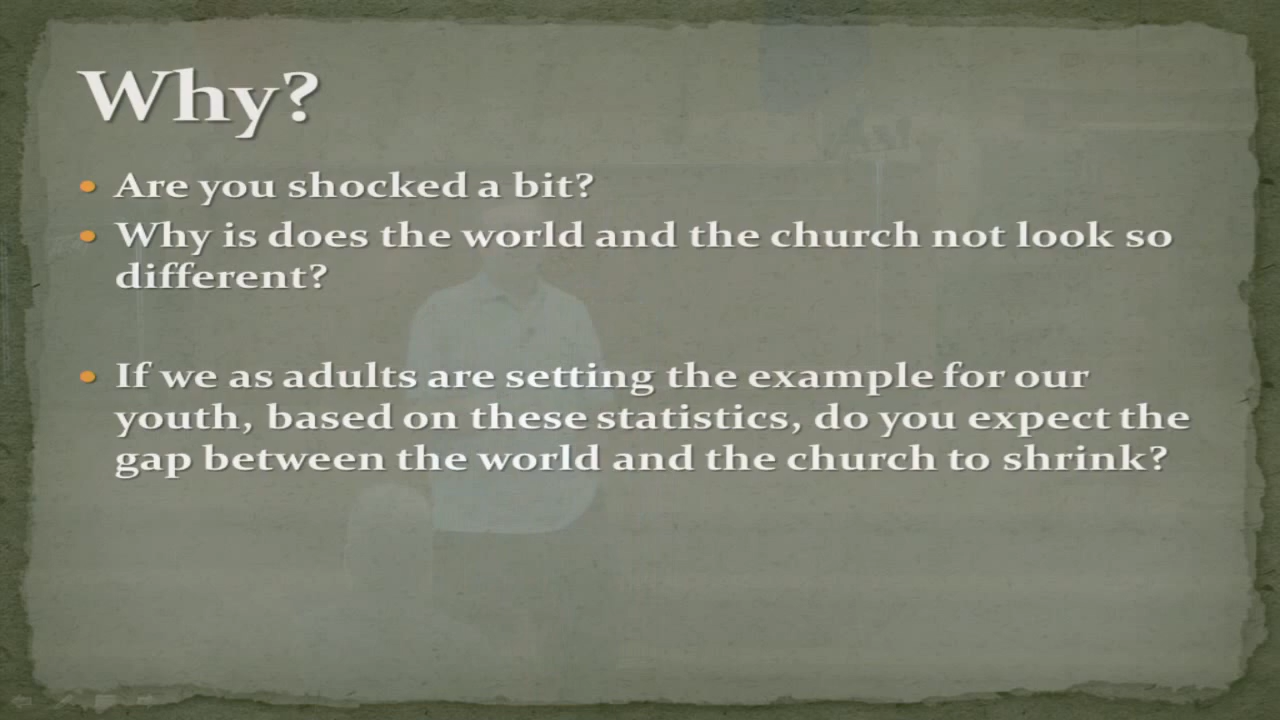 Why?
• Are you shocked a bit?
• Why is does the world and the church not look so
different?
• If we as adults are setting the example for our
youth, based on these statistics, do you expect the
gap between the world and the church to shrink?